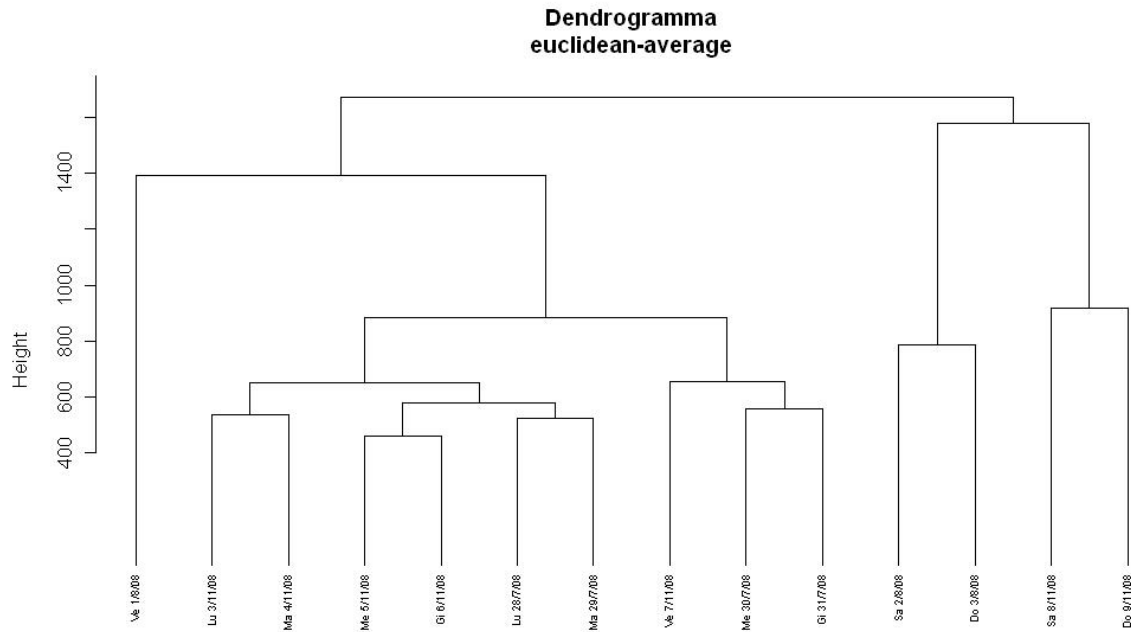 Dendrogramma
euclidean-average
Height
1400
1000
800
600
400
Ve 1/8/08
Lu 3/11/08
Ma 4/11/08
Me 5/11/08
Gi 6/11/08
Lu 28/7/08
Ma 29/7/08
Ve 7/11/08
Me 30/7/08
Gi 31/7/08
Sa 2/8/08
Do 3/8/08
Sa 8/11/08
Do 9/11/08